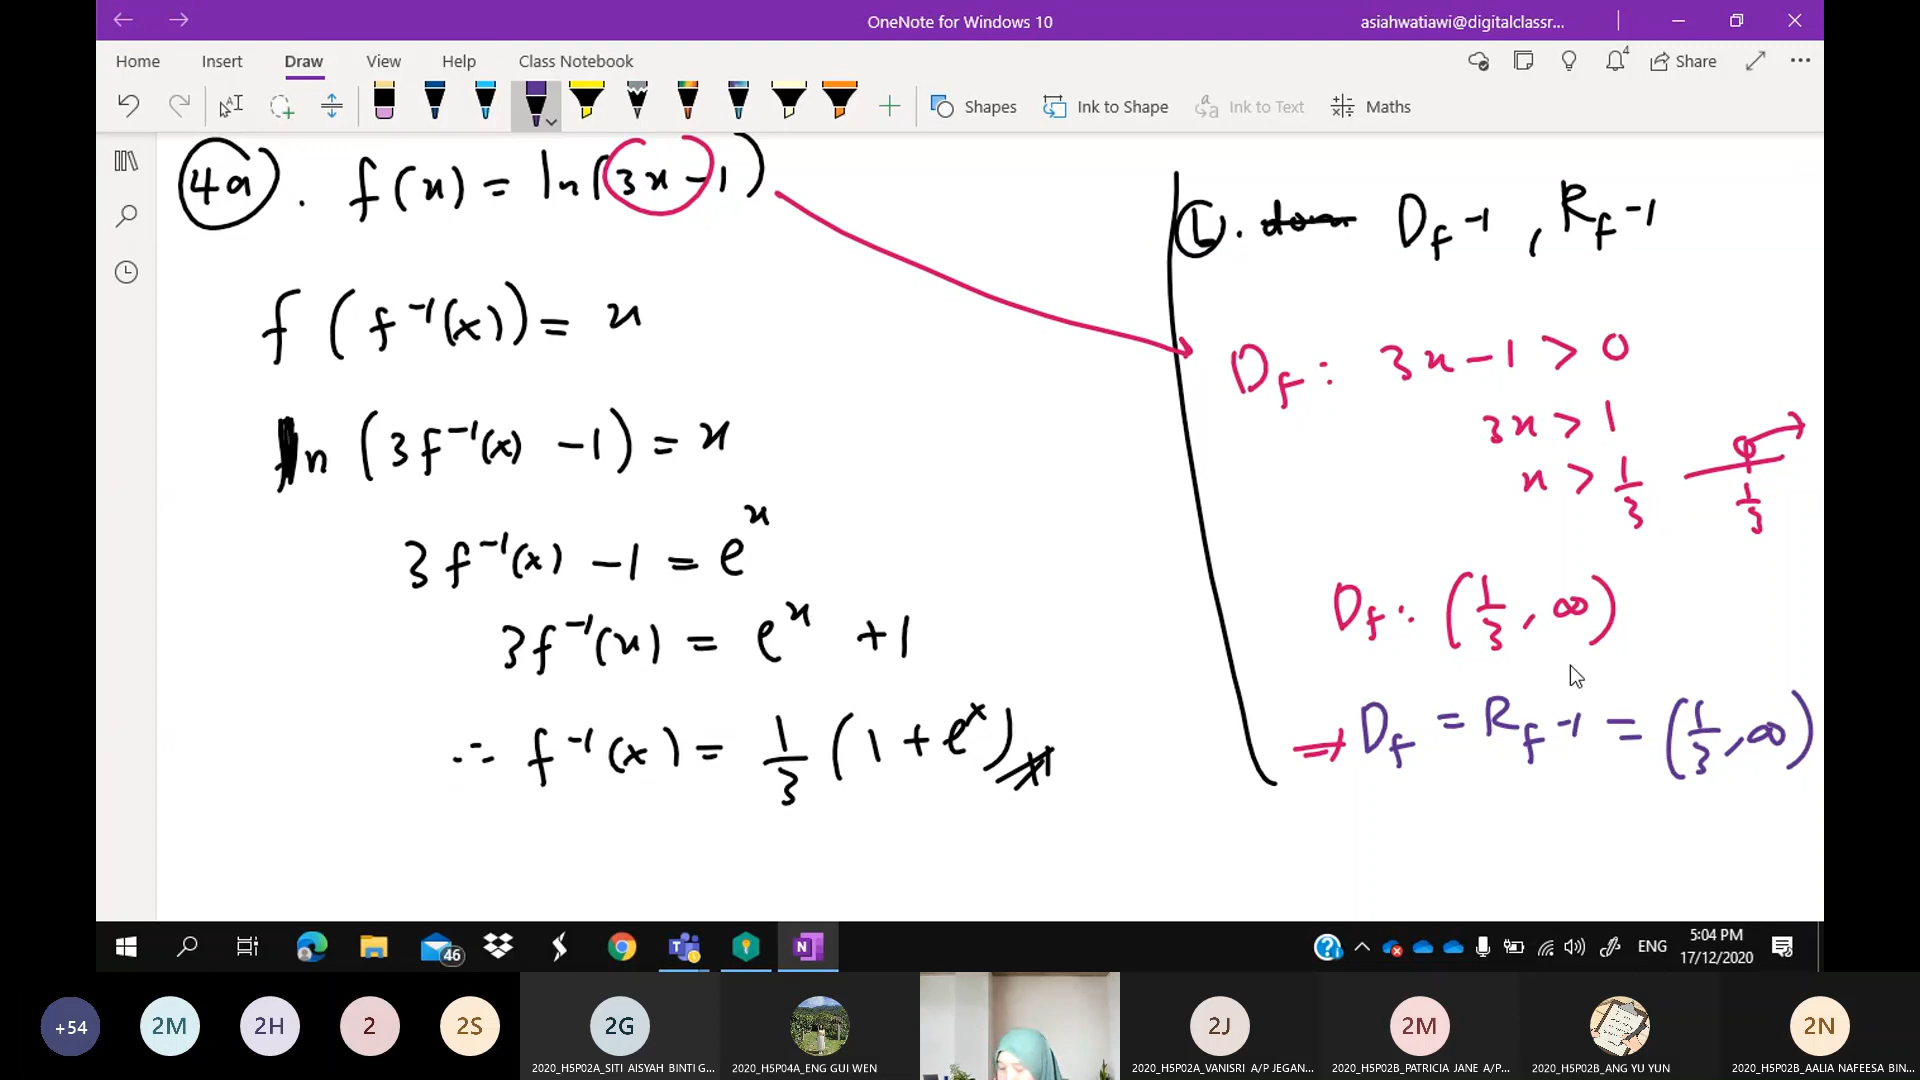 OneNote for Windows 10
asiahwatiawi@digitalclassr...
Home Insert Draw View Help Class Notebook
4 Share
Shapes Ink to Shape Ink to Text Maths
4a. f(x) = ln(3x-1)
f(f⁻¹(x)) = x
ln(3f⁻¹(x) -1) = x
3f⁻¹(x) -1 = eˣ
3f⁻¹(x) = eˣ +1
∴ f⁻¹(x) = 1/3 (1+eˣ)
b. dom D_f⁻¹, R_f⁻¹
D_f : 3x-1 > 0
3x > 1
x > 1/3
1/3
D_f : (1/3, ∞)
⇒ D_f = R_f⁻¹ = (1/3, ∞)
46
ENG
5:04 PM
17/12/2020
+54 2M 2H 2 2S 2G 2J 2M 2N
2020_H5P02A_SITI AISYAH BINTI G...
2020_H5P04A_ENG GUI WEN
2020_H5P02A_VANISRI A/P JEGAN...
2020_H5P02B_PATRICIA JANE A/P...
2020_H5P02B_ANG YU YUN
2020_H5P02B_AALIA NAFEESA BIN...